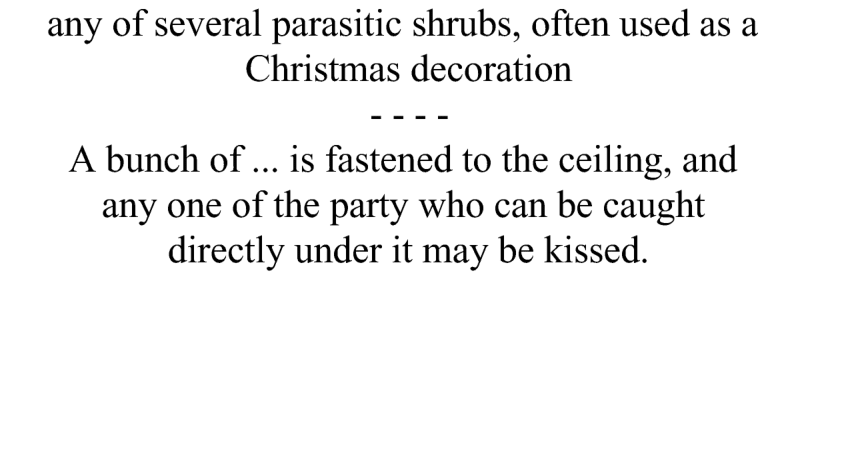 any of several parasitic shrubs, often used as a
Christmas decoration
- - - -
A bunch of ... is fastened to the ceiling, and
any one of the party who can be caught
directly under it may be kissed.